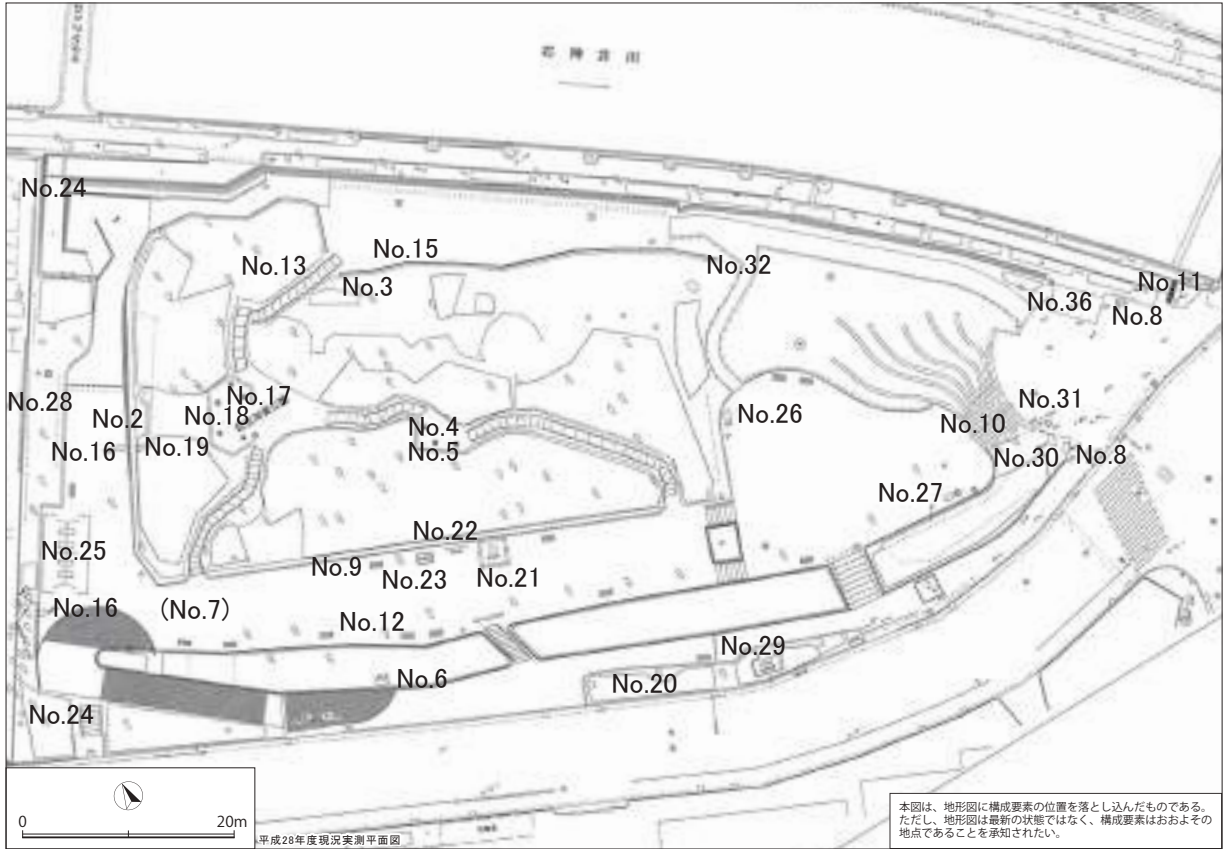 No.24
No.15
No.13
No.3
No.32
No.11
No.36
No.8
No.28
No.2
No.17
No.18
No.4
No.26
No.31
No.10
No.16
No.19
No.5
No.30
No.8
No.27
No.22
No.25
No.9
No.23
No.21
No.16
(No.7)
No.12
No.29
No.6
No.20
No.24
0
20m
平成28年度現況実測平面図
本図は、地形図に構成要素の位置を落とし込んだものである。
ただし、地形図は最新の状態ではなく、構成要素はおおよその
地点であることを承知されたい。